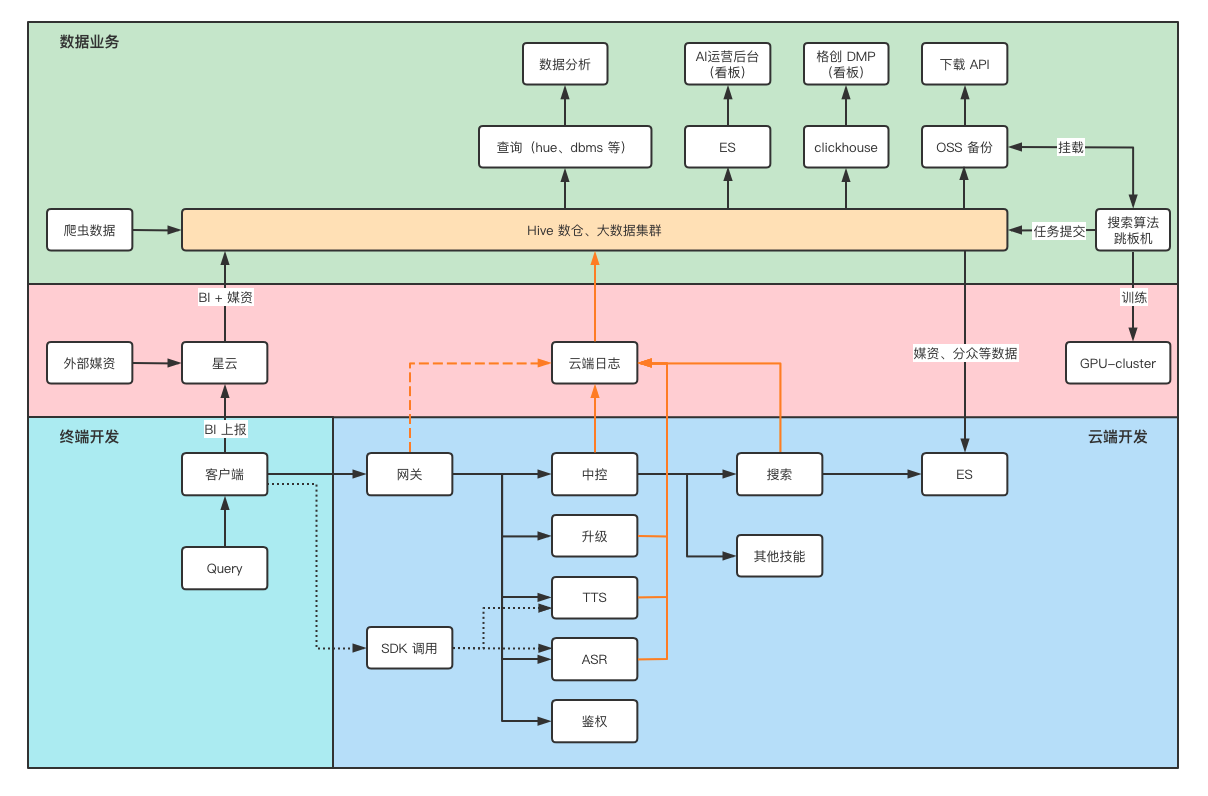 数据业务
数据分析
AI运营后台
（看板）
格创 DMP
（看板）
下载 API
查询（hue、dbms 等）
ES
clickhouse
OSS 备份
挂载
爬虫数据
Hive 数仓、大数据集群
任务提交
搜索算法
跳板机
BI + 媒资
训练
外部媒资
星云
云端日志
媒资、分众等数据
GPU-cluster
终端开发
BI 上报
云端开发
客户端
网关
中控
搜索
ES
升级
其他技能
Query
TTS
SDK 调用
ASR
鉴权